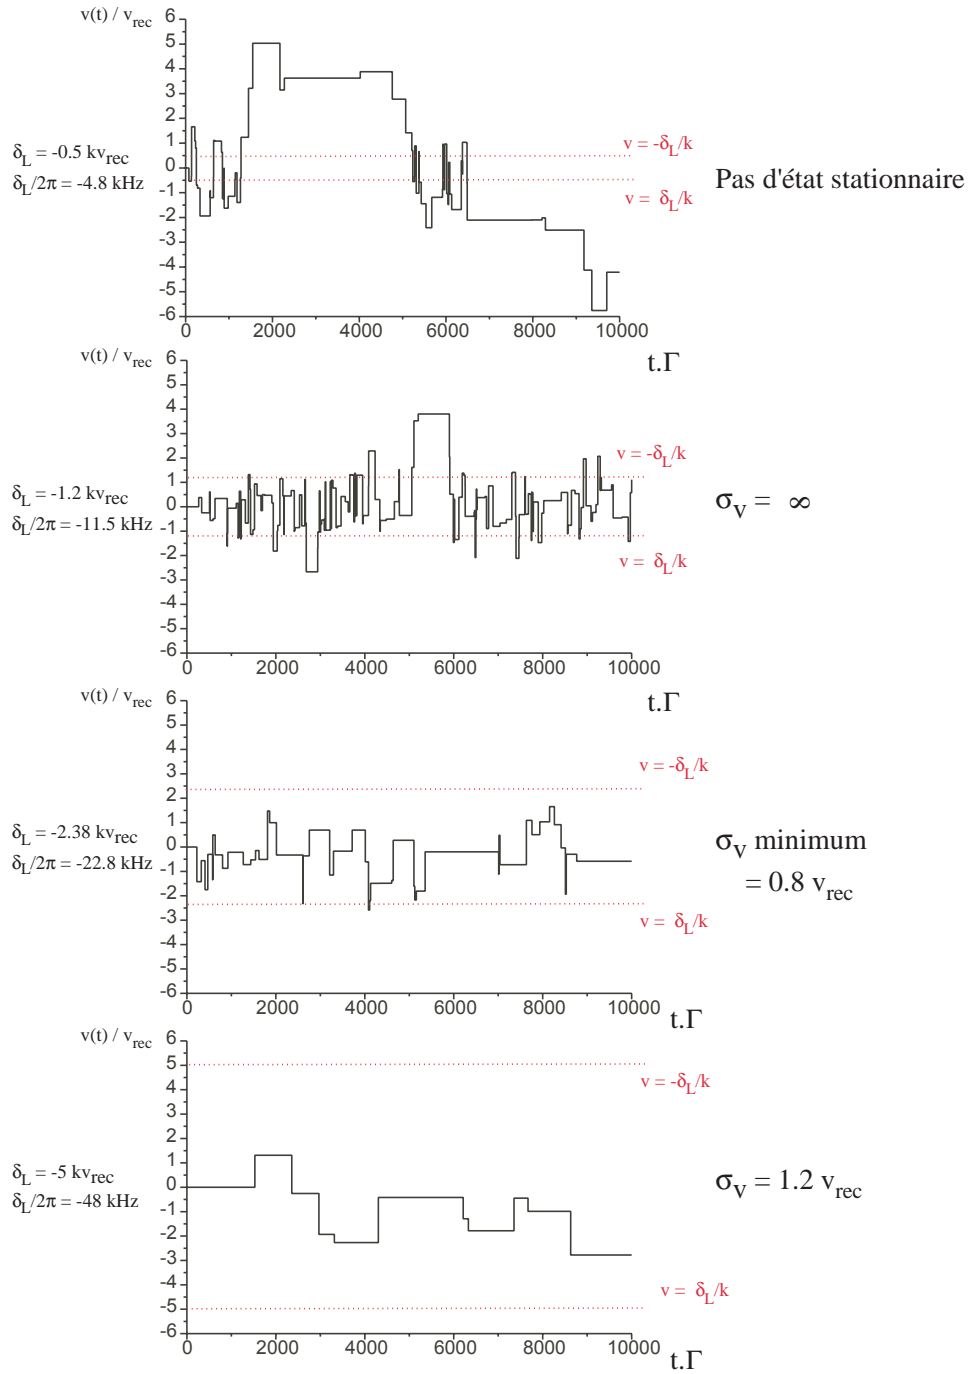 v(t) / v_rec
6
5
4
3
2
1
0
-1
-2
-3
-4
-5
-6
δ_L = -0.5 kv_rec
δ_L/2π = -4.8 kHz
v = -δ_L/k
v = δ_L/k
Pas d'état stationnaire
0 2000 4000 6000 8000 10000
t.Γ
v(t) / v_rec
6
5
4
3
2
1
0
-1
-2
-3
-4
-5
-6
δ_L = -1.2 kv_rec
δ_L/2π = -11.5 kHz
v = -δ_L/k
v = δ_L/k
σ_v = ∞
0 2000 4000 6000 8000 10000
t.Γ
v(t) / v_rec
6
5
4
3
2
1
0
-1
-2
-3
-4
-5
-6
δ_L = -2.38 kv_rec
δ_L/2π = -22.8 kHz
v = -δ_L/k
v = δ_L/k
σ_v minimum
= 0.8 v_rec
0 2000 4000 6000 8000 10000
t.Γ
v(t) / v_rec
6
5
4
3
2
1
0
-1
-2
-3
-4
-5
-6
δ_L = -5 kv_rec
δ_L/2π = -48 kHz
v = -δ_L/k
v = δ_L/k
σ_v = 1.2 v_rec
0 2000 4000 6000 8000 10000
t.Γ